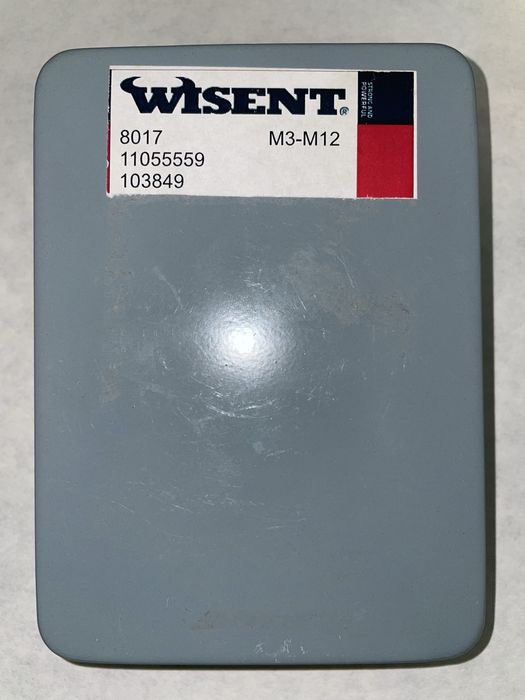 WISENT®
STRONG AND
POWERFUL
8017 M3-M12
11055559
103849